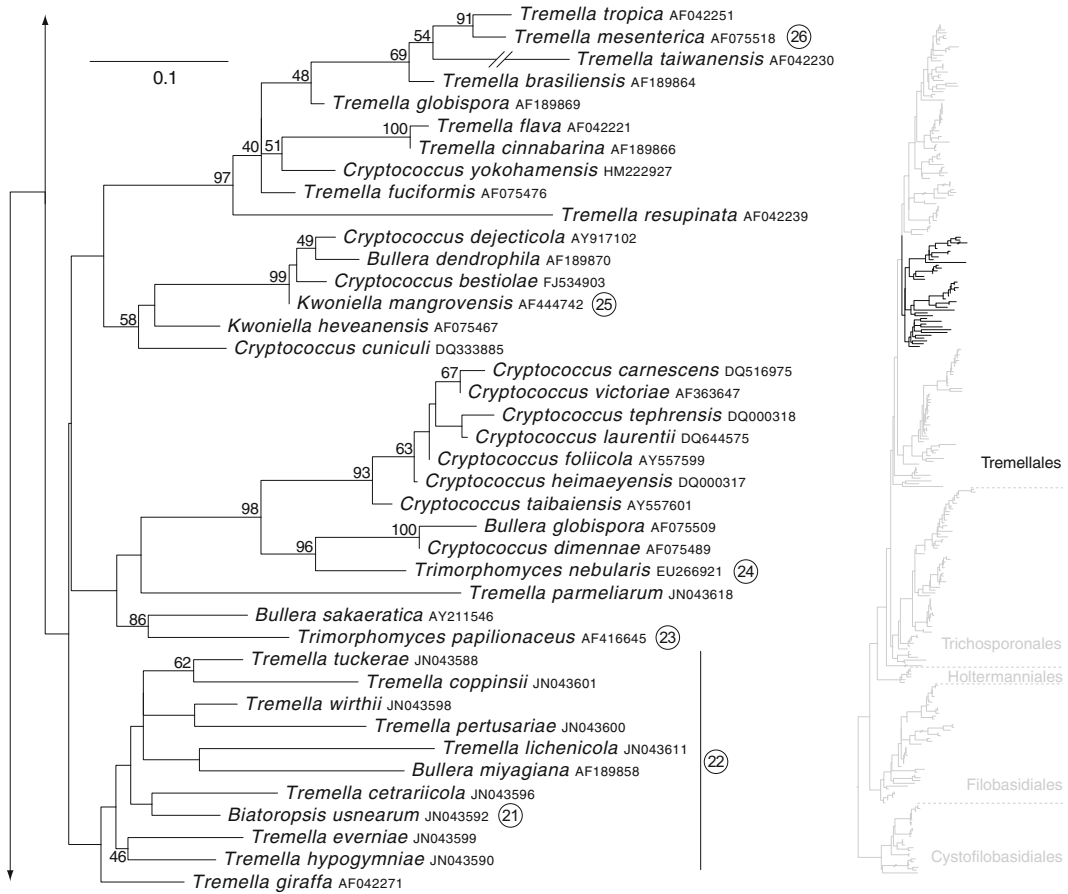 Tremella tropica AF042251
91
Tremella mesenterica AF075518 26
54
Tremella taiwanensis AF042230
69
Tremella brasiliensis AF189864
0.1
48
Tremella globispora AF189869
Tremella flava AF042221
100
Tremella cinnabarina AF189866
40
51
Cryptococcus yokohamensis HM222927
97
Tremella fuciformis AF075476
Tremella resupinata AF042239
Cryptococcus dejecticola AY917102
49
Bullera dendrophila AF189870
99
Cryptococcus bestiolae FJ534903
Kwoniella mangrovensis AF444742 25
58
Kwoniella heveanensis AF075467
Cryptococcus cuniculi DQ333885
Cryptococcus carnescens DQ516975
67
Cryptococcus victoriae AF363647
Cryptococcus tephrensis DQ000318
Cryptococcus laurentii DQ644575
63
Cryptococcus foliicola AY557599
93
Cryptococcus heimaeyensis DQ000317
Cryptococcus taibaiensis AY557601
98
Bullera globispora AF075509
100
Cryptococcus dimennae AF075489
96
Trimorphomyces nebularis EU266921 24
Tremella parmeliarum JN043618
Bullera sakaeratica AY211546
86
Trimorphomyces papilionaceus AF416645 23
Tremella tuckerae JN043588
62
Tremella coppinsii JN043601
Tremella wirthii JN043598
Tremella pertusariae JN043600
Tremella lichenicola JN043611
22
Bullera miyagiana AF189858
Tremella cetrariicola JN043596
Biatoropsis usnearum JN043592 21
Tremella everniae JN043599
46
Tremella hypogymniae JN043590
Tremella giraffa AF042271
Tremellales
Trichosporonales
Holtermanniales
Filobasidiales
Cystofilobasidiales